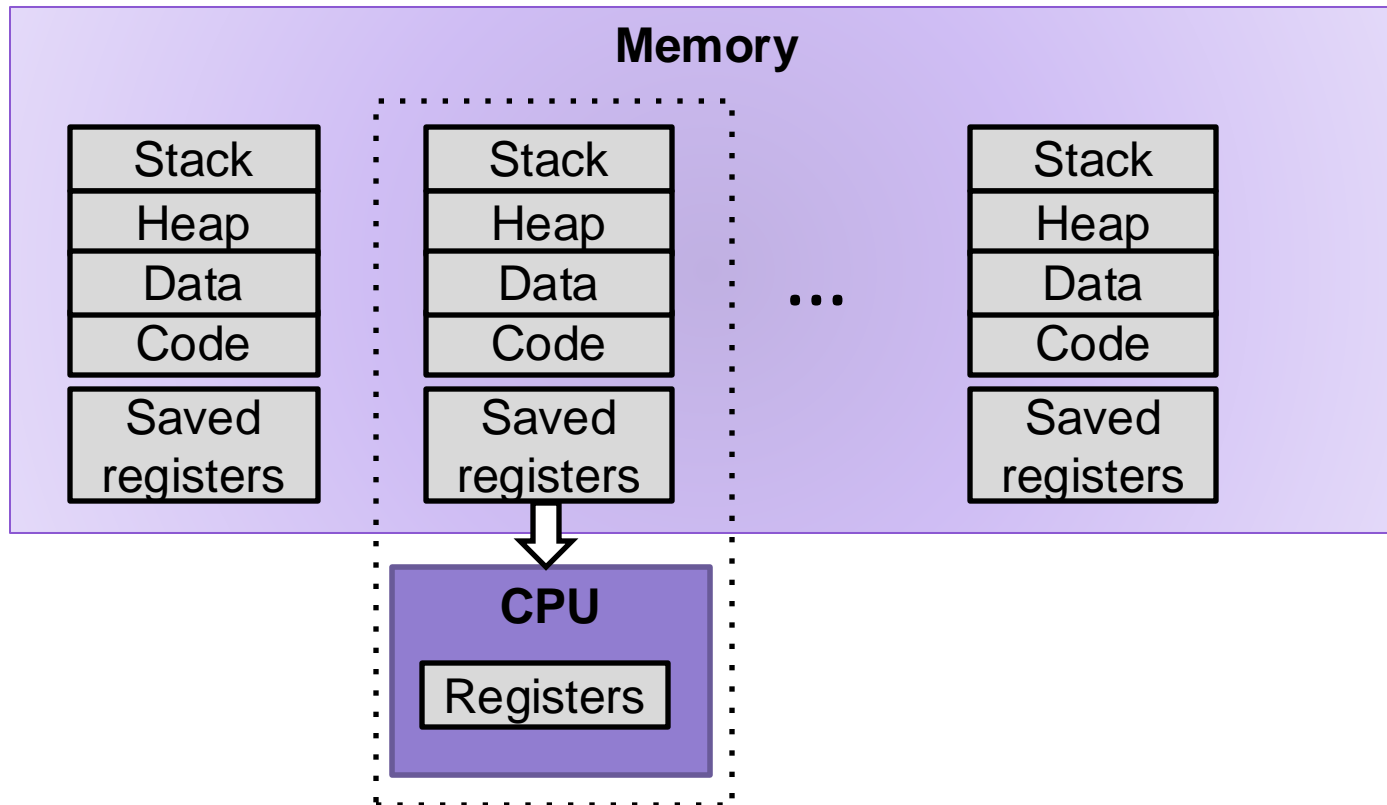 Memory
Stack
Heap
Data
Code
Saved
registers
Stack
Heap
Data
Code
Saved
registers
...
Stack
Heap
Data
Code
Saved
registers
CPU
Registers